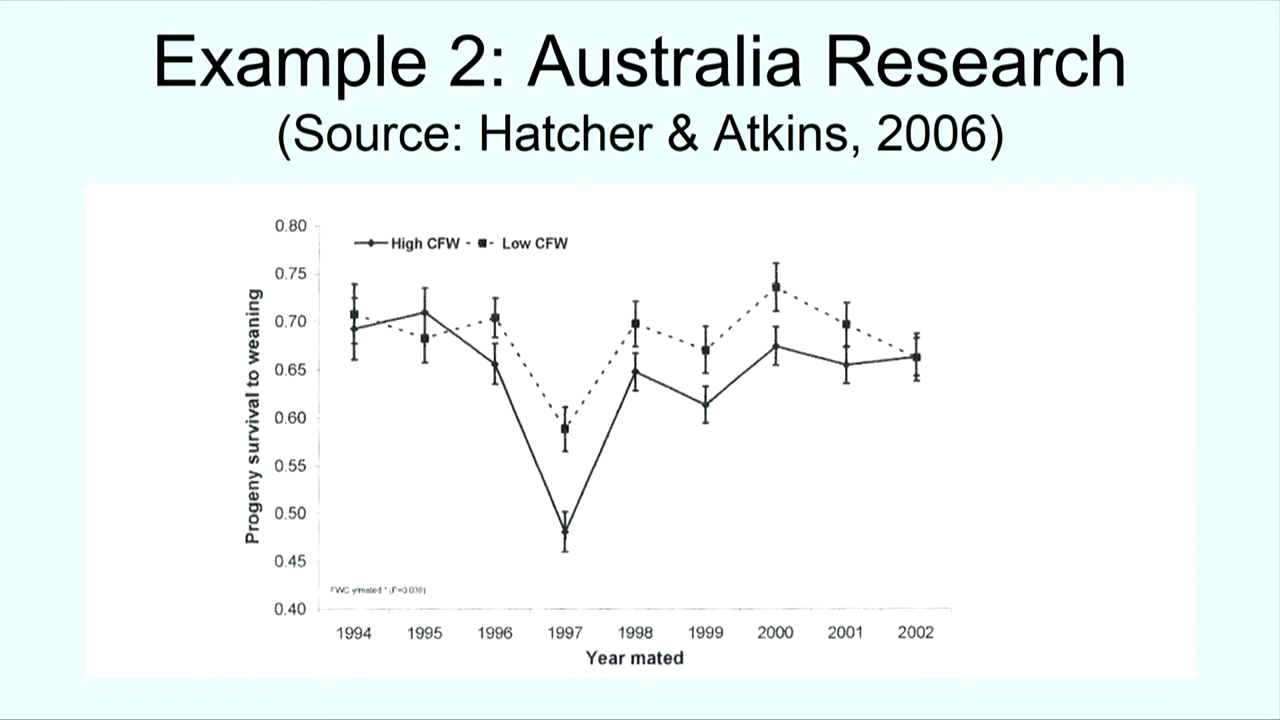 Example 2: Australia Research
(Source: Hatcher & Atkins, 2006)
High CFW
Low CFW
0.80
0.75
0.70
0.65
0.60
0.55
0.50
0.45
0.40
Progeny survival to weaning
1994 1995 1996 1997 1998 1999 2000 2001 2002
Year mated